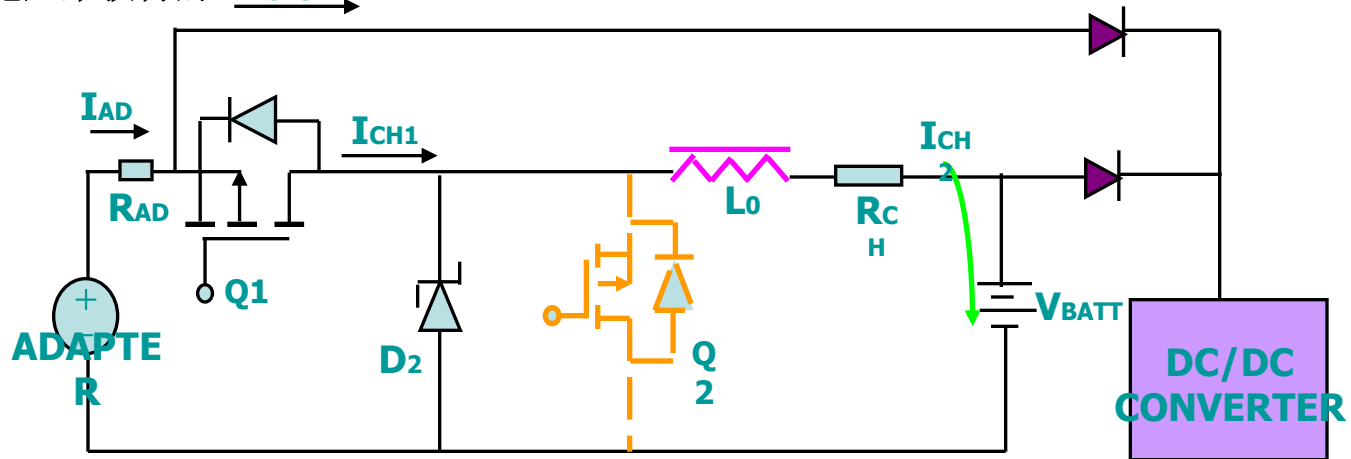 IAD
ICH1
ICH
2
RAD
L0
RC
H
Q1
VBATT
+
-
ADAPTE
R
D2
Q
2
DC/DC
CONVERTER